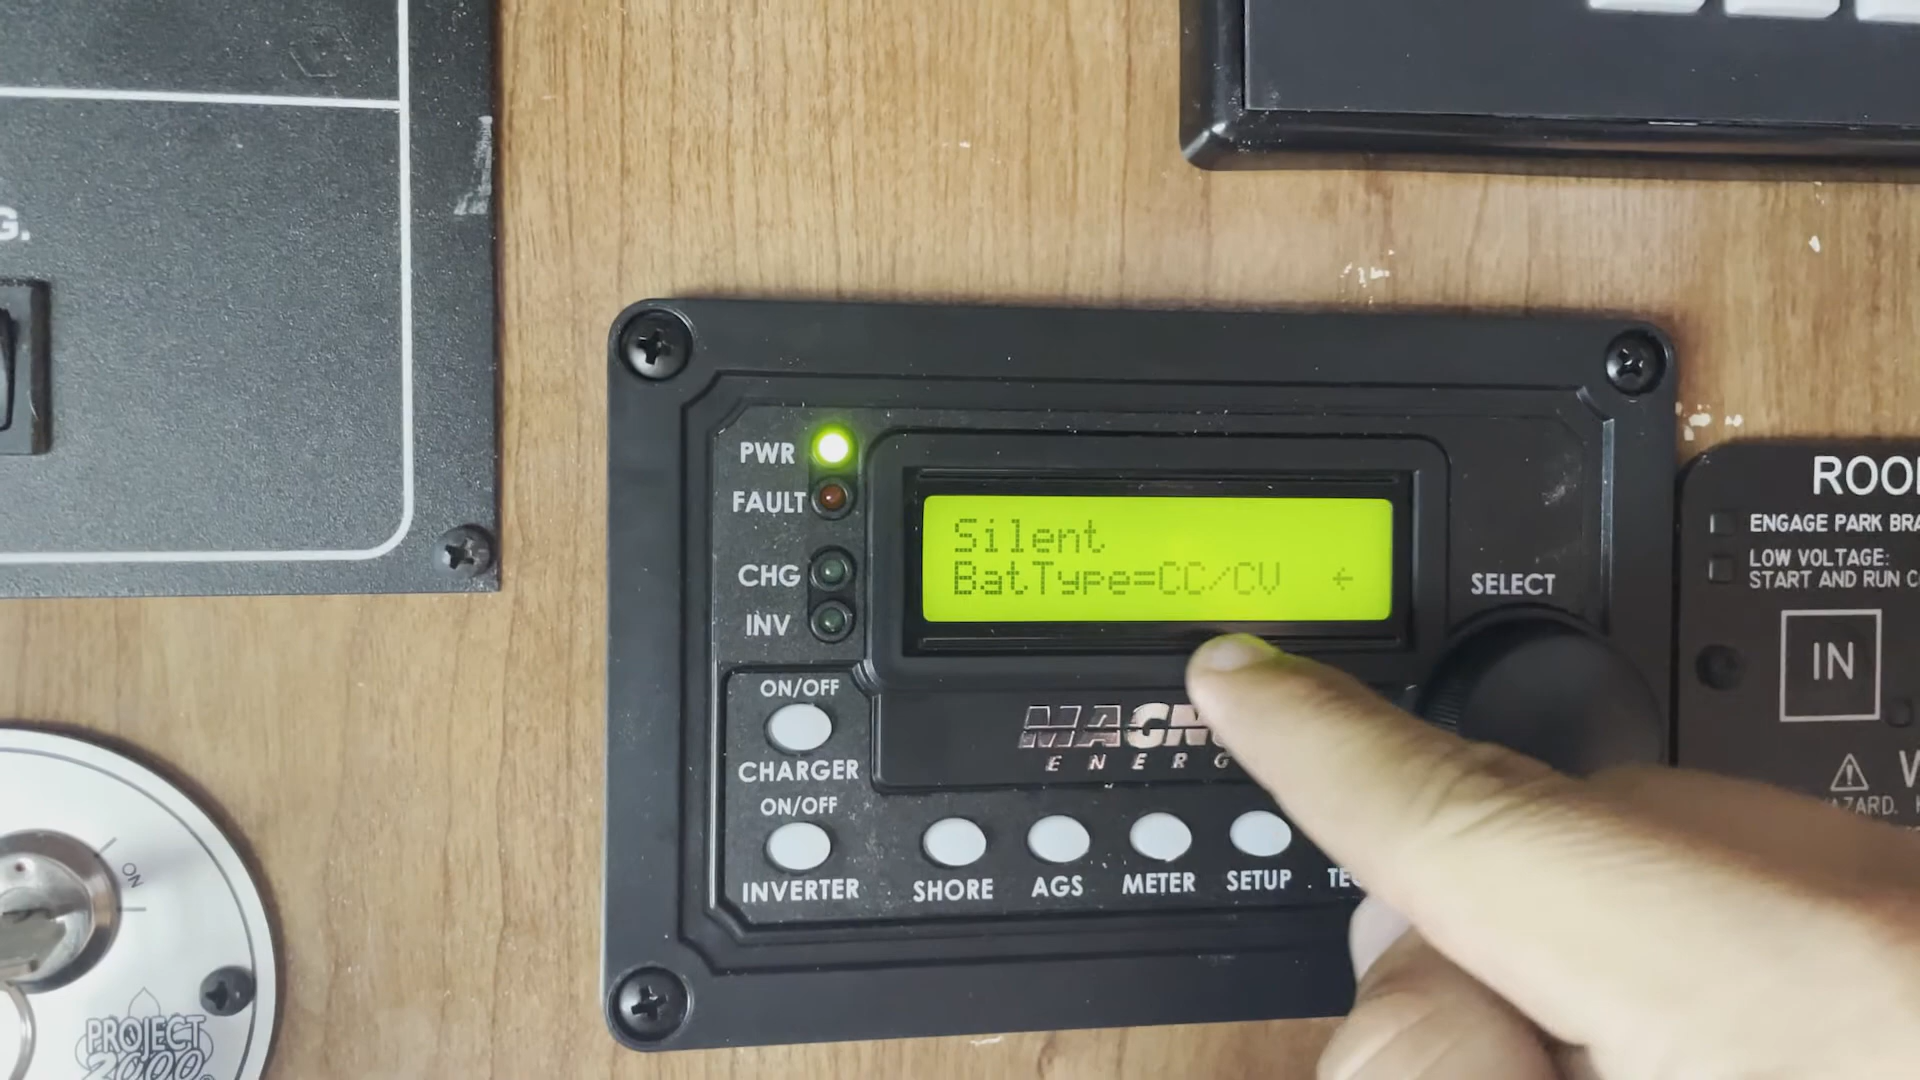 G.
PWR
FAULT
CHG
INV
Silent
BatType=CC/CV ←
SELECT
ON/OFF
CHARGER
ON/OFF
INVERTER
SHORE
AGS
METER
SETUP
ENGAGE PARK
LOW VOLTAGE:
START AND RUN
IN
ON
PROJECT
2000